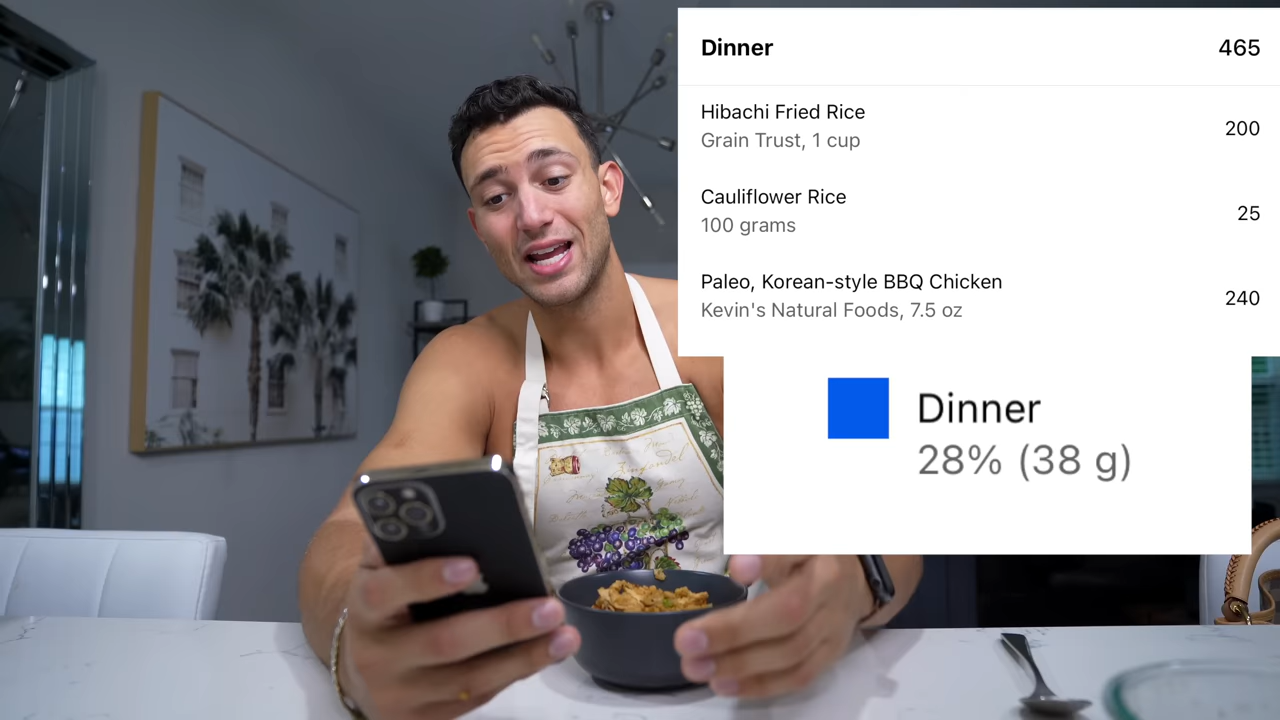 Dinner 465
Hibachi Fried Rice
Grain Trust, 1 cup
200
Cauliflower Rice
100 grams
25
Paleo, Korean-style BBQ Chicken
Kevin's Natural Foods, 7.5 oz
240
Dinner
28% (38 g)